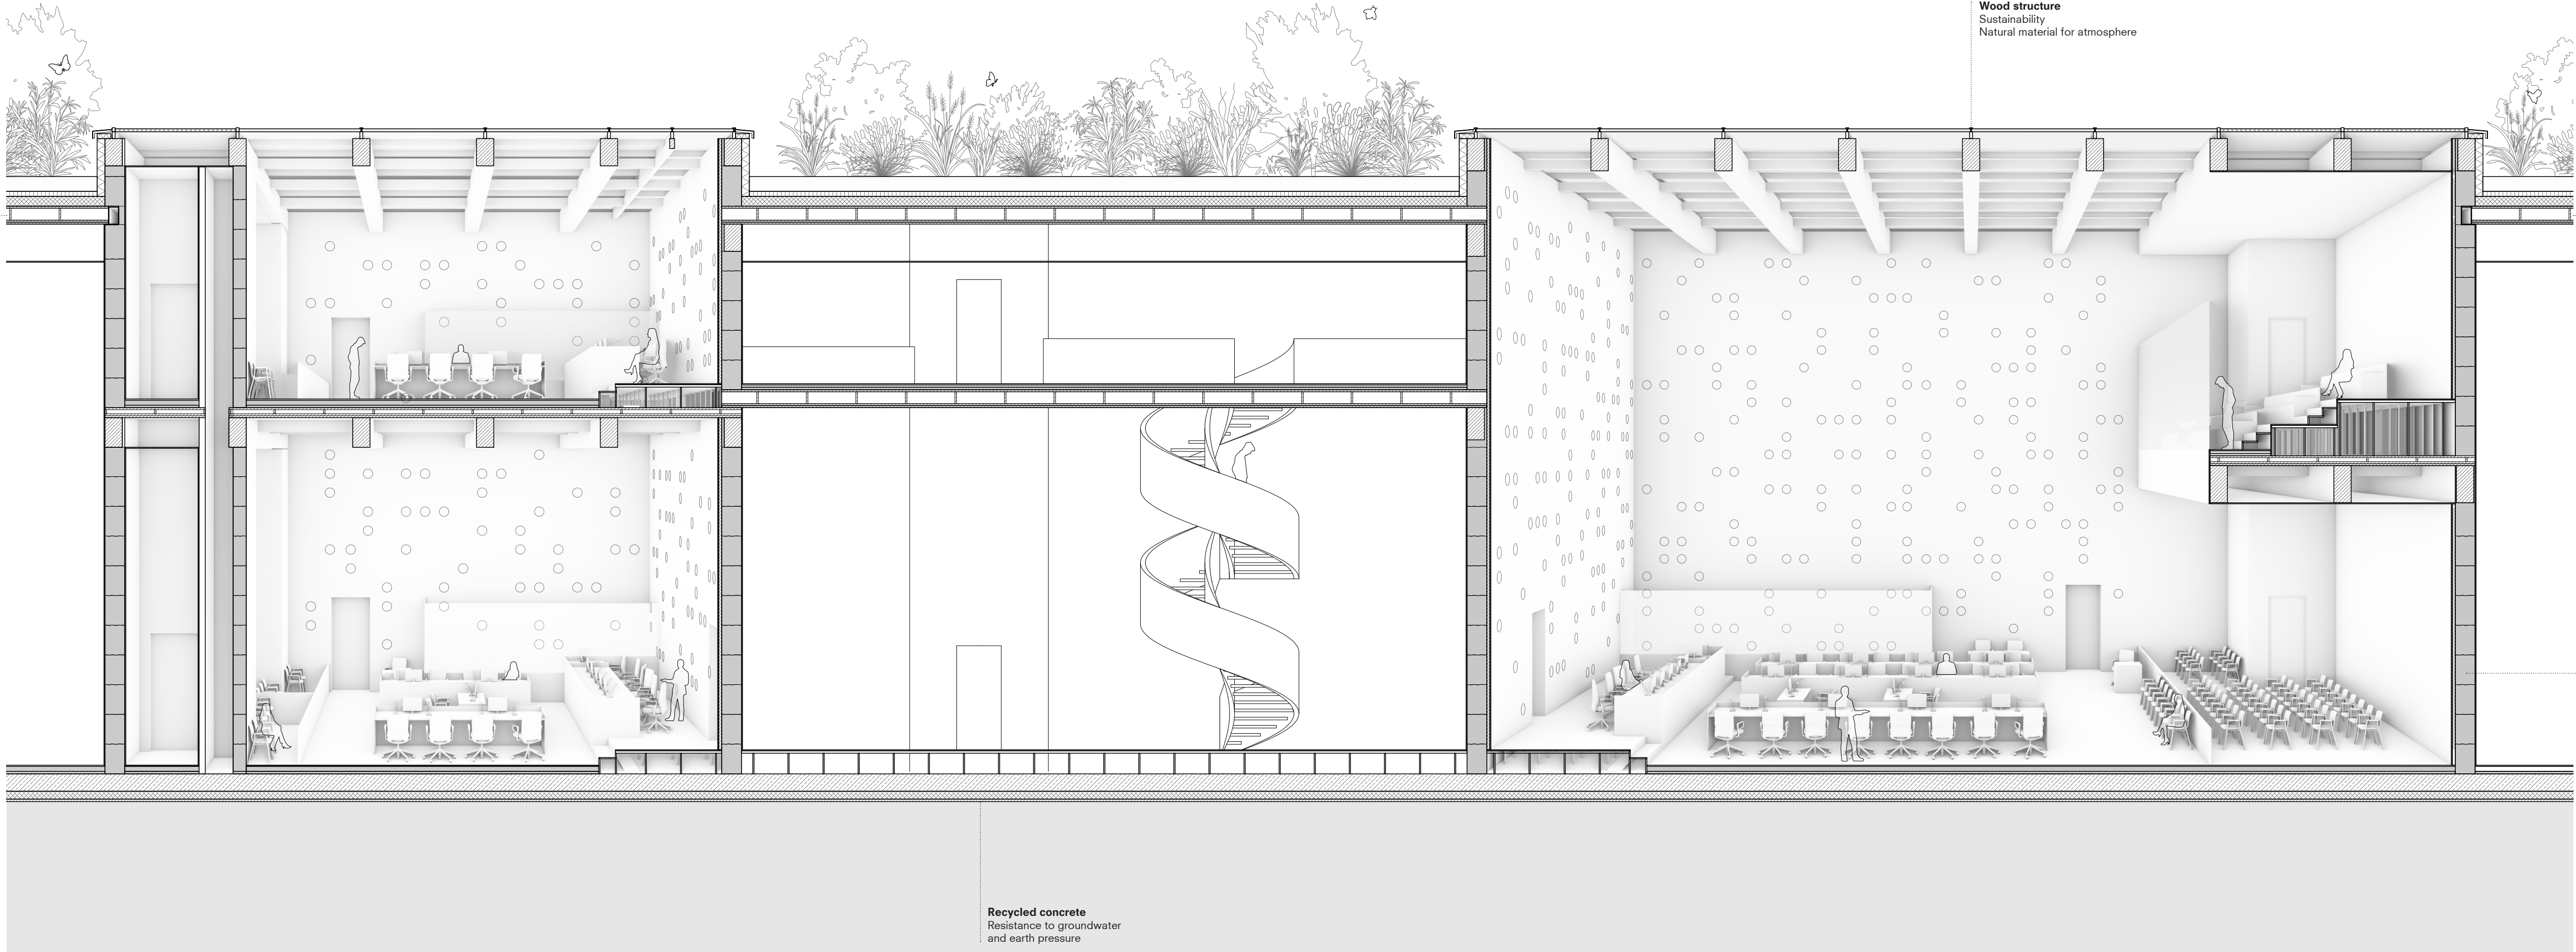 Wood structure
Sustainability
Natural material for atmosphere
Recycled concrete
Resistance to groundwater
and earth pressure